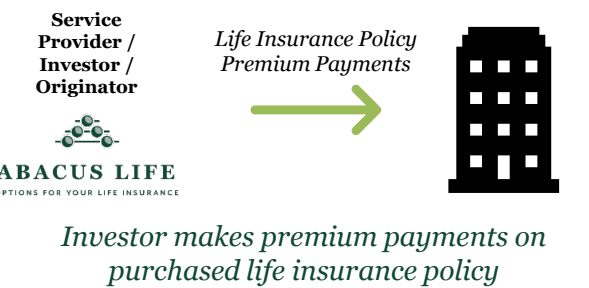 Service
Provider /
Investor /
Originator
Life Insurance Policy
Premium Payments
ABACUS LIFE
OPTIONS FOR YOUR LIFE INSURANCE
Investor makes premium payments on
purchased life insurance policy